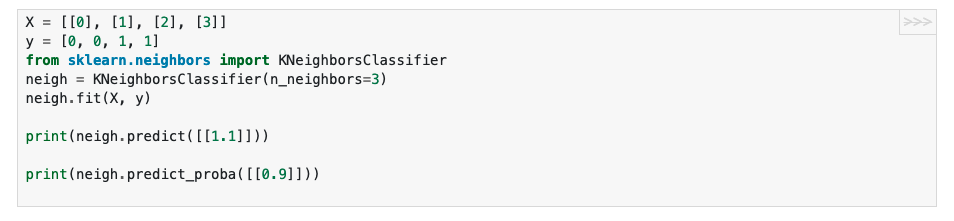 X = [[0], [1], [2], [3]]
y = [0, 0, 1, 1]
from sklearn.neighbors import KNeighborsClassifier
neigh = KNeighborsClassifier(n_neighbors=3)
neigh.fit(X, y)
print(neigh.predict([[1.1]]))
print(neigh.predict_proba([[0.9]]))
>>>